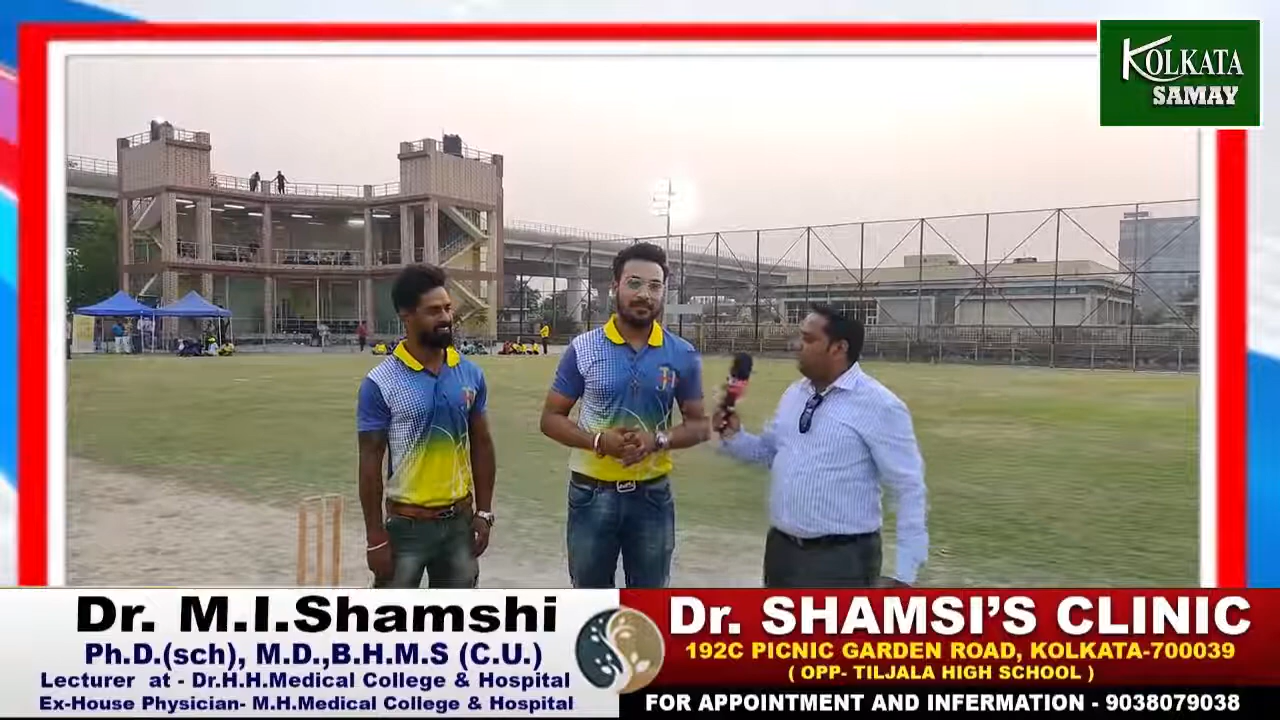 KOLKATA
SAMAY
Dr. M.I.Shamshi
Ph.D.(sch), M.D.,B.H.M.S (C.U.)
Lecturer at - Dr.H.H.Medical College & Hospital
Ex-House Physician- M.H.Medical College & Hospital
Dr. SHAMSI’S CLINIC
192C PICNIC GARDEN ROAD, KOLKATA-700039
( OPP- TILJALA HIGH SCHOOL )
FOR APPOINTMENT AND INFERMATION - 9038079038